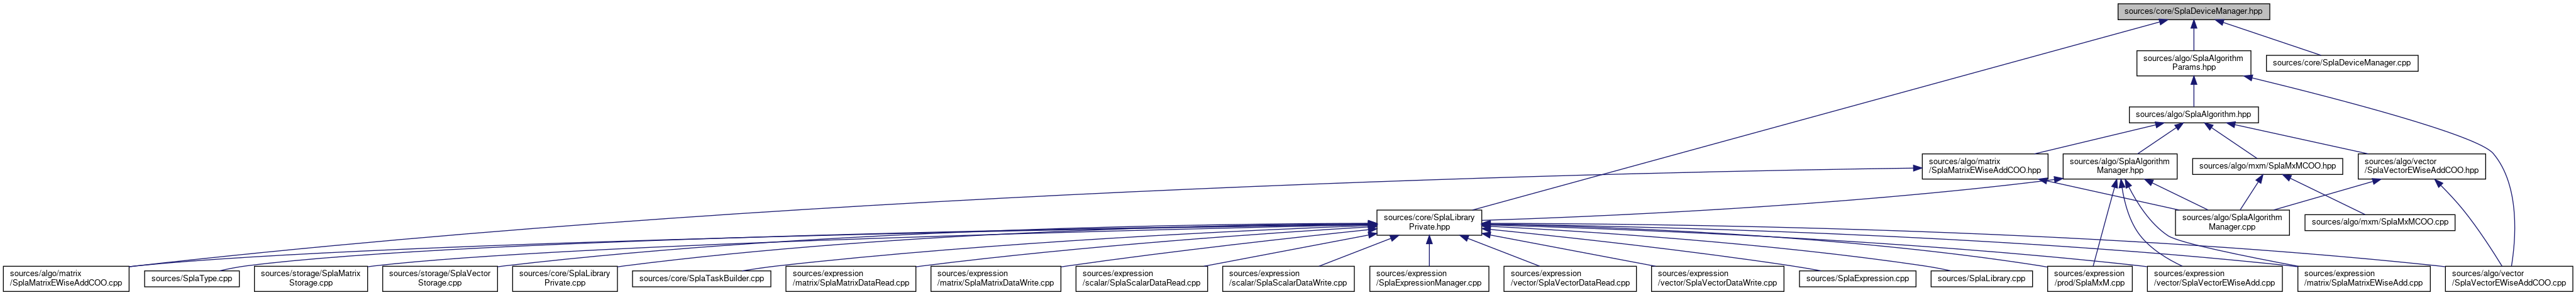 sources/core/SplaDeviceManager.hpp
sources/algo/SplaAlgorithm
Params.hpp
sources/core/SplaDeviceManager.cpp
sources/algo/SplaAlgorithm.hpp
sources/algo/matrix
/SplaMatrixEWiseAddCOO.hpp
sources/algo/SplaAlgorithm
Manager.hpp
sources/algo/mxm/SplaMxMCOO.hpp
sources/algo/vector
/SplaVectorEWiseAddCOO.hpp
sources/core/SplaLibrary
Private.hpp
sources/algo/SplaAlgorithm
Manager.cpp
sources/algo/mxm/SplaMxMCOO.cpp
sources/algo/matrix
/SplaMatrixEWiseAddCOO.cpp
sources/SplaType.cpp
sources/storage/SplaMatrix
Storage.cpp
sources/storage/SplaVector
Storage.cpp
sources/core/SplaLibrary
Private.cpp
sources/core/SplaTaskBuilder.cpp
sources/expression
/matrix/SplaMatrixDataRead.cpp
sources/expression
/matrix/SplaMatrixDataWrite.cpp
sources/expression
/scalar/SplaScalarDataRead.cpp
sources/expression
/scalar/SplaScalarDataWrite.cpp
sources/expression
/SplaExpressionManager.cpp
sources/expression
/vector/SplaVectorDataRead.cpp
sources/expression
/vector/SplaVectorDataWrite.cpp
sources/SplaExpression.cpp
sources/SplaLibrary.cpp
sources/expression
/prod/SplaMxM.cpp
sources/expression
/vector/SplaVectorEWiseAdd.cpp
sources/expression
/matrix/SplaMatrixEWiseAdd.cpp
sources/algo/vector
/SplaVectorEWiseAddCOO.cpp